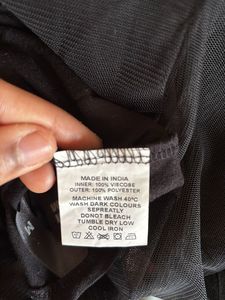 MADE IN INDIA
INNER: 100% VISCOSE
OUTER: 100% POLYESTER
MACHINE WASH 40ºC
WASH DARK COLOURS
SEPREATLY
DONOT BLEACH
TUMBLE DRY LOW
COOL IRON